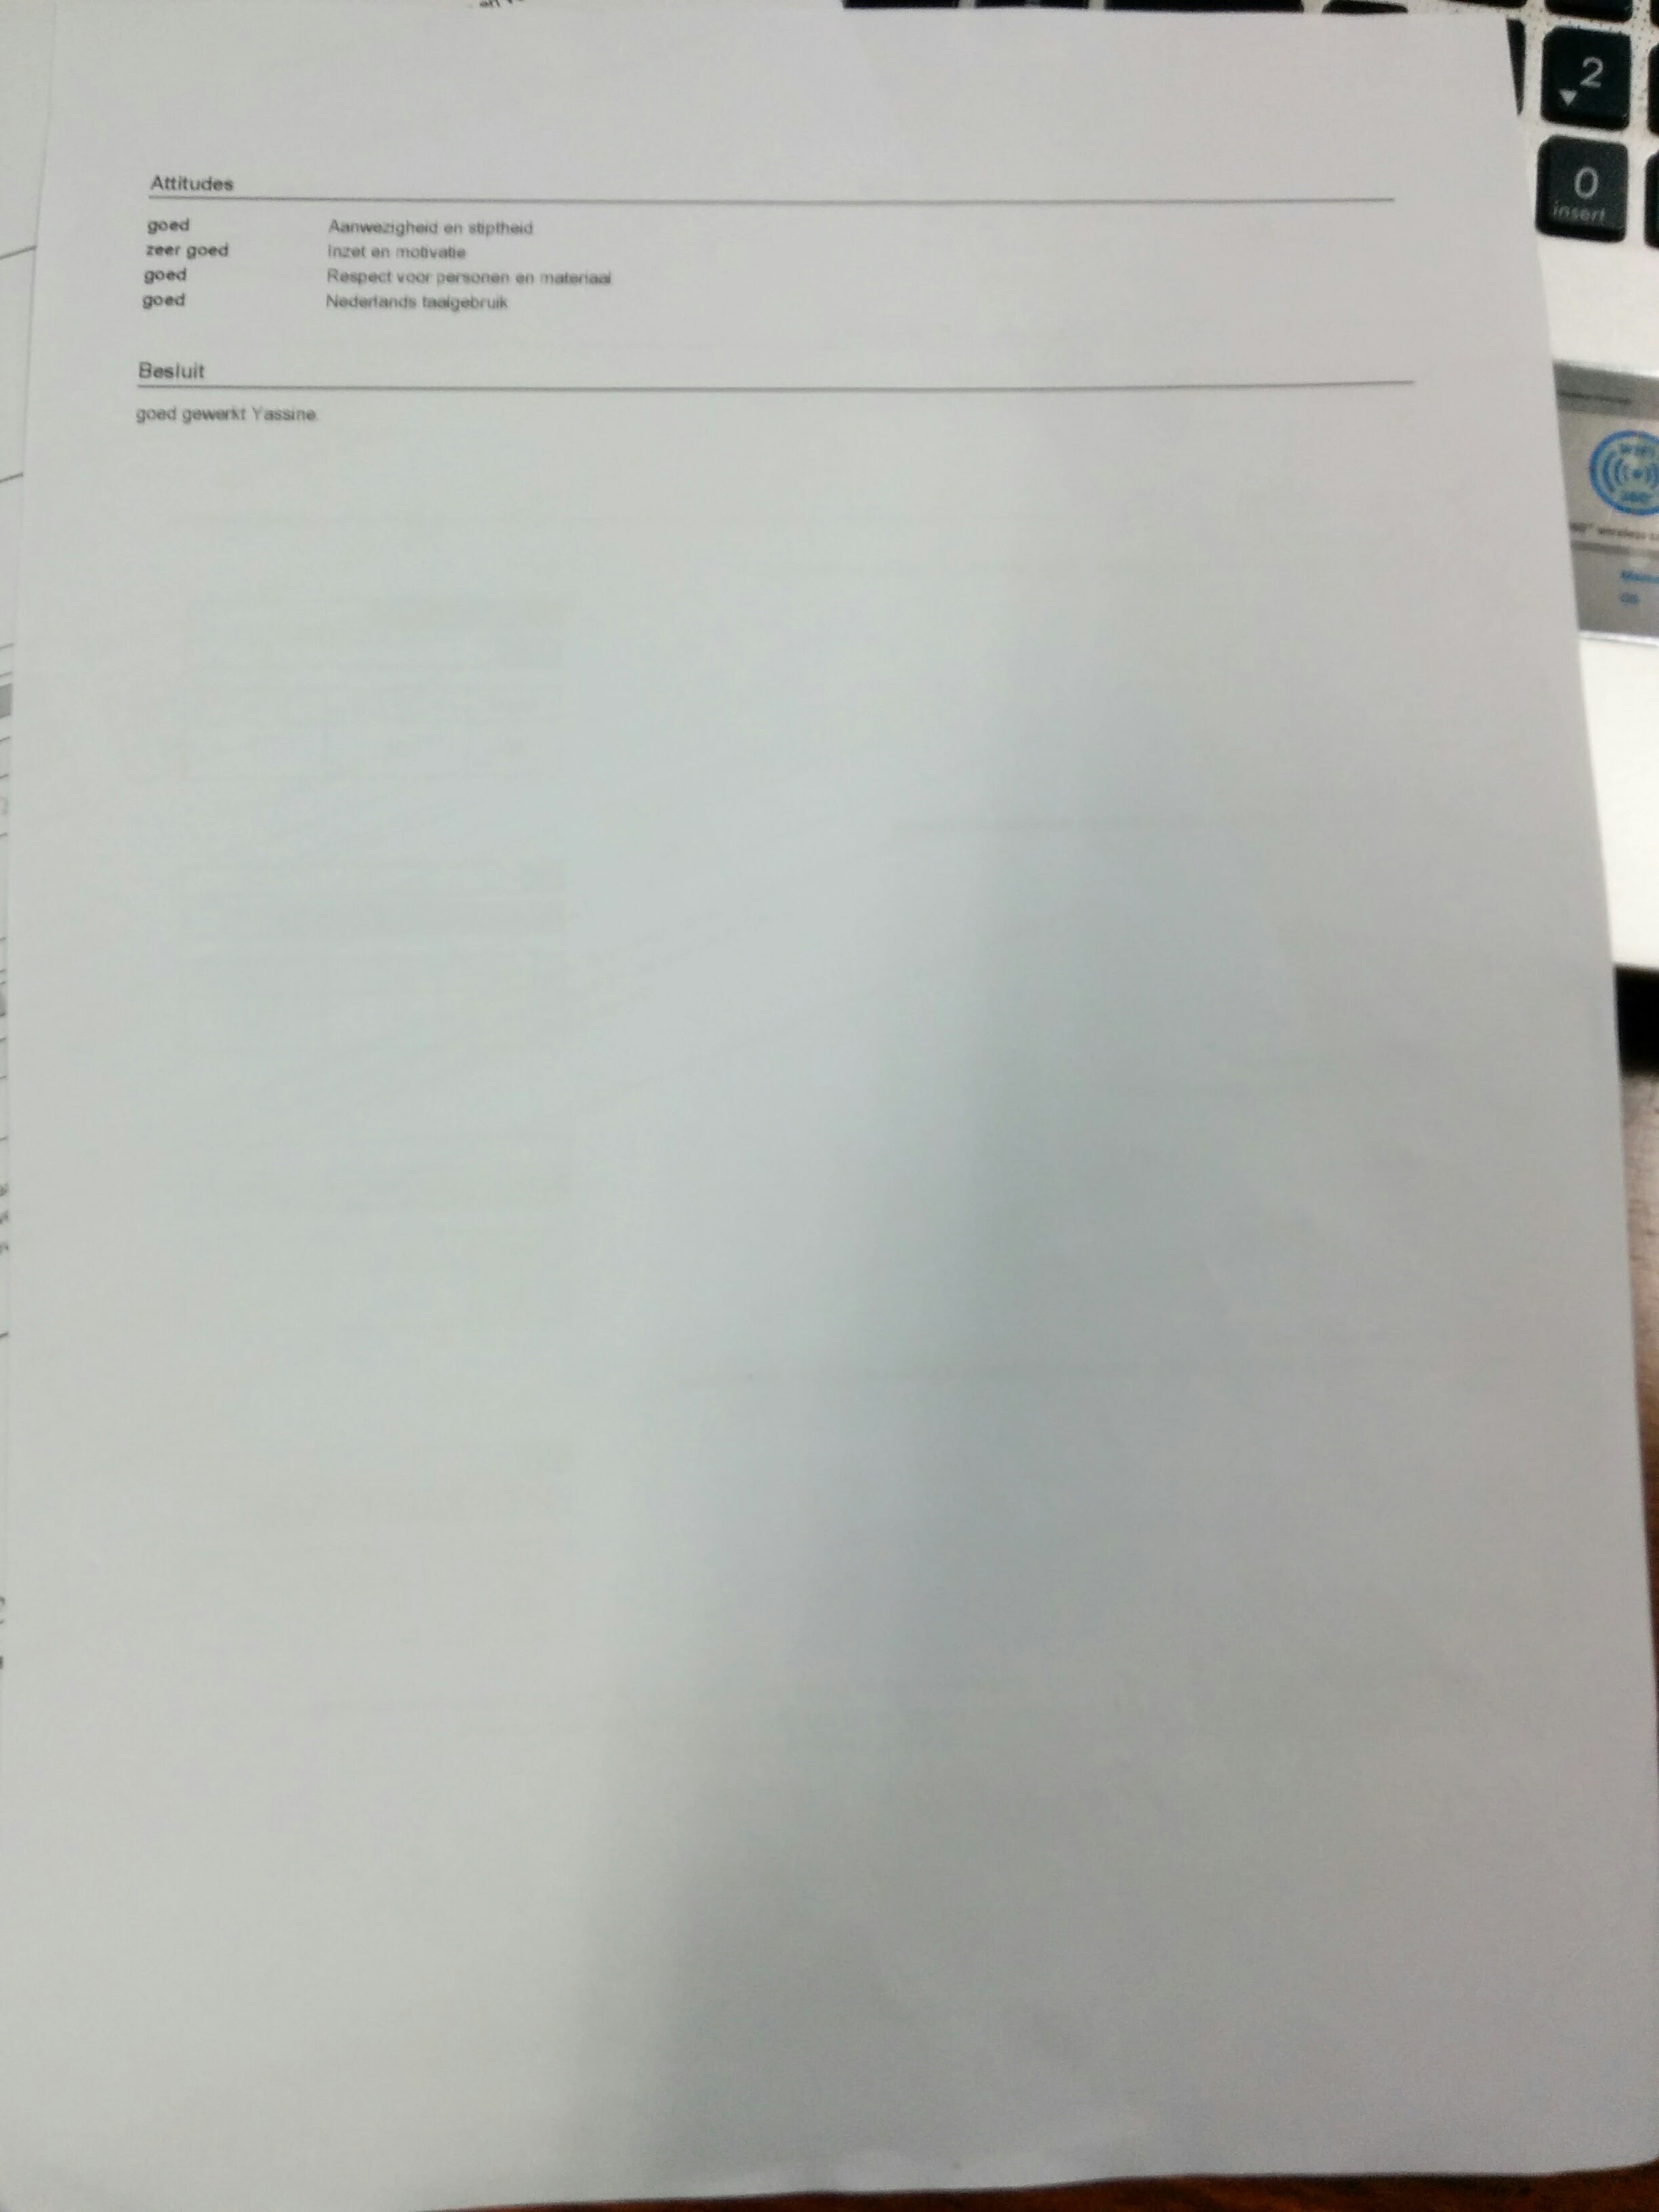 Attitudes
goed Aanwezigheid en stiptheid
zeer goed Inzet en motivatie
goed Respect voor personen en materiaal
goed Nederlands taalgebruik
Besluit
goed gewerkt Yassine.
2
0
insert